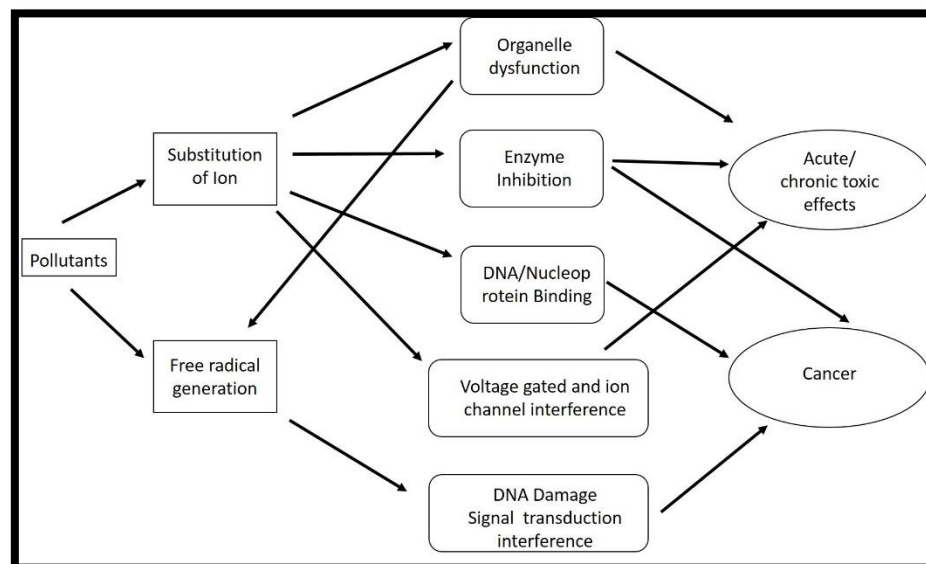 Pollutants
Substitution
of Ion
Free radical
generation
Organelle
dysfunction
Enzyme
Inhibition
DNA/Nucleop
rotein Binding
Voltage gated and ion
channel interference
DNA Damage
Signal transduction
interference
Acute/
chronic toxic
effects
Cancer